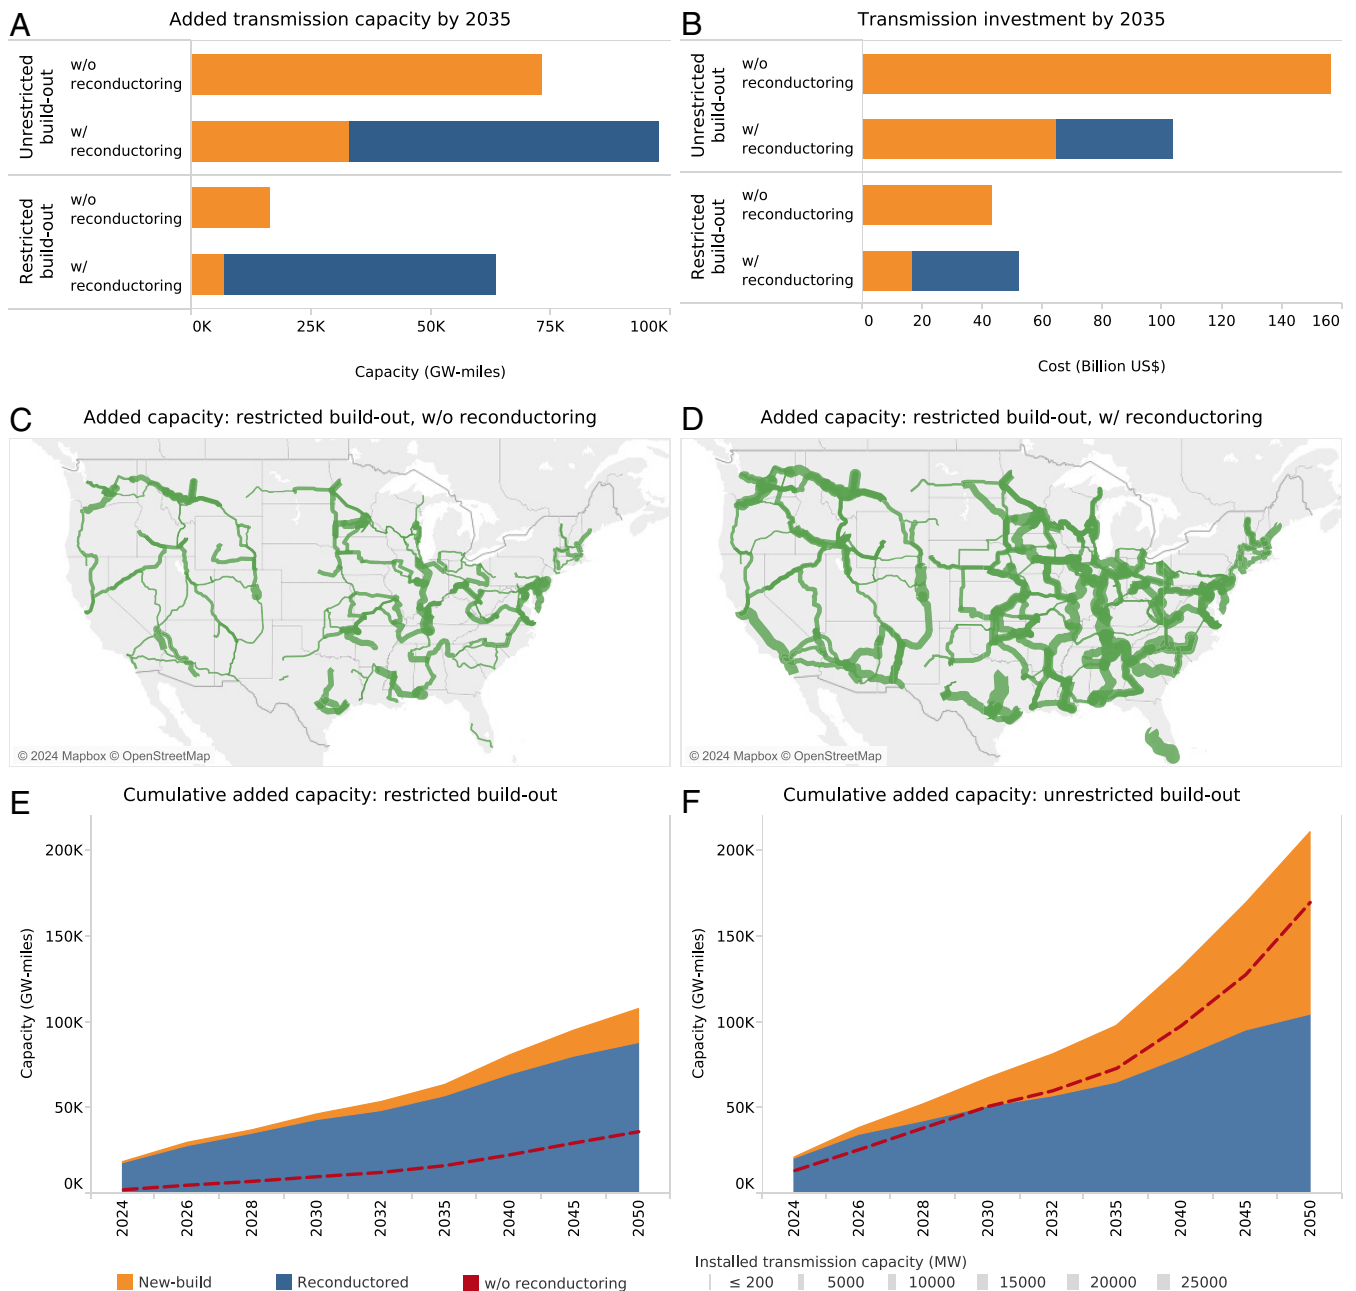 A
Added transmission capacity by 2035
Unrestricted
build-out
w/o
reconductoring
w/
reconductoring
Restricted
build-out
w/o
reconductoring
w/
reconductoring
0K 25K 50K 75K 100K
Capacity (GW-miles)
B
Transmission investment by 2035
Unrestricted
build-out
w/o
reconductoring
w/
reconductoring
Restricted
build-out
w/o
reconductoring
w/
reconductoring
0 20 40 60 80 100 120 140 160
Cost (Billion US$)
C
Added capacity: restricted build-out, w/o reconductoring
© 2024 Mapbox © OpenStreetMap
D
Added capacity: restricted build-out, w/ reconductoring
© 2024 Mapbox © OpenStreetMap
E
Cumulative added capacity: restricted build-out
Capacity (GW-miles)
200K
150K
100K
50K
0K
2024 2026 2028 2030 2032 2035 2040 2045 2050
F
Cumulative added capacity: unrestricted build-out
Capacity (GW-miles)
200K
150K
100K
50K
0K
2024 2026 2028 2030 2032 2035 2040 2045 2050
New-build Reconductored w/o reconductoring
Installed transmission capacity (MW)
≤ 200 5000 10000 15000 20000 25000